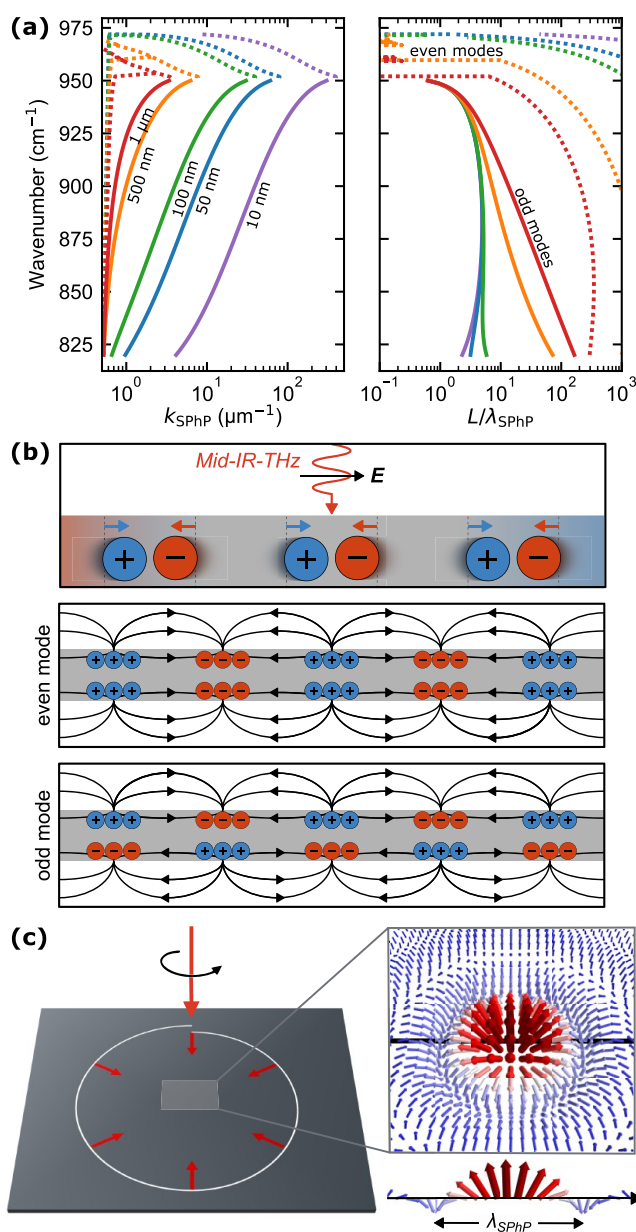 (a)
975
950
925
900
875
850
825
Wavenumber (cm⁻¹)
1 μm
500 nm
100 nm
50 nm
10 nm
10⁰ 10¹ 10²
k_SPhP (μm⁻¹)
even modes
odd modes
10⁻¹ 10⁰ 10¹ 10² 10³
L/λ_SPhP
(b)
Mid-IR-THz
E
+ − + − + −
even mode
+++ −−− +++ −−− +++
+++ −−− +++ −−− +++
odd mode
+++ −−− +++ −−− +++
−−− +++ −−− +++ −−−
(c)
λ_SPhP